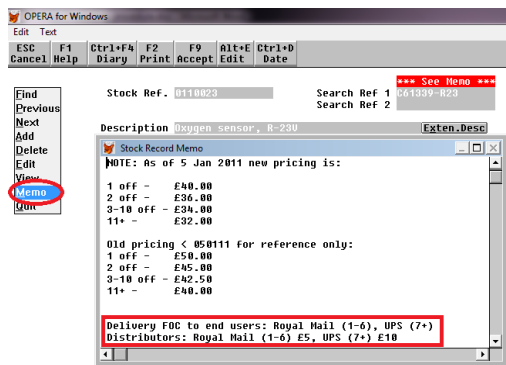 OPERA for Windows
Edit Text
ESC F1 Ctrl+F4 F2 F9 Alt+E Ctrl+D
Cancel Help Diary Print Accept Edit Date
*** See Memo ***
Find Stock Ref. 0110023 Search Ref 1 C61339-R23
Previous Search Ref 2
Next
Add Description Oxygen sensor, R-23U Exten.Desc
Delete
Edit
View
Memo
Quit
Stock Record Memo
NOTE: As of 5 Jan 2011 new pricing is:
1 off - £40.00
2 off - £36.00
3-10 off - £34.00
11+ - £32.00
Old pricing < 050111 for reference only:
1 off - £50.00
2 off - £45.00
3-10 off - £42.50
11+ - £40.00
Delivery FOC to end users: Royal Mail (1-6), UPS (7+)
Distributors: Royal Mail (1-6) £5, UPS (7+) £10